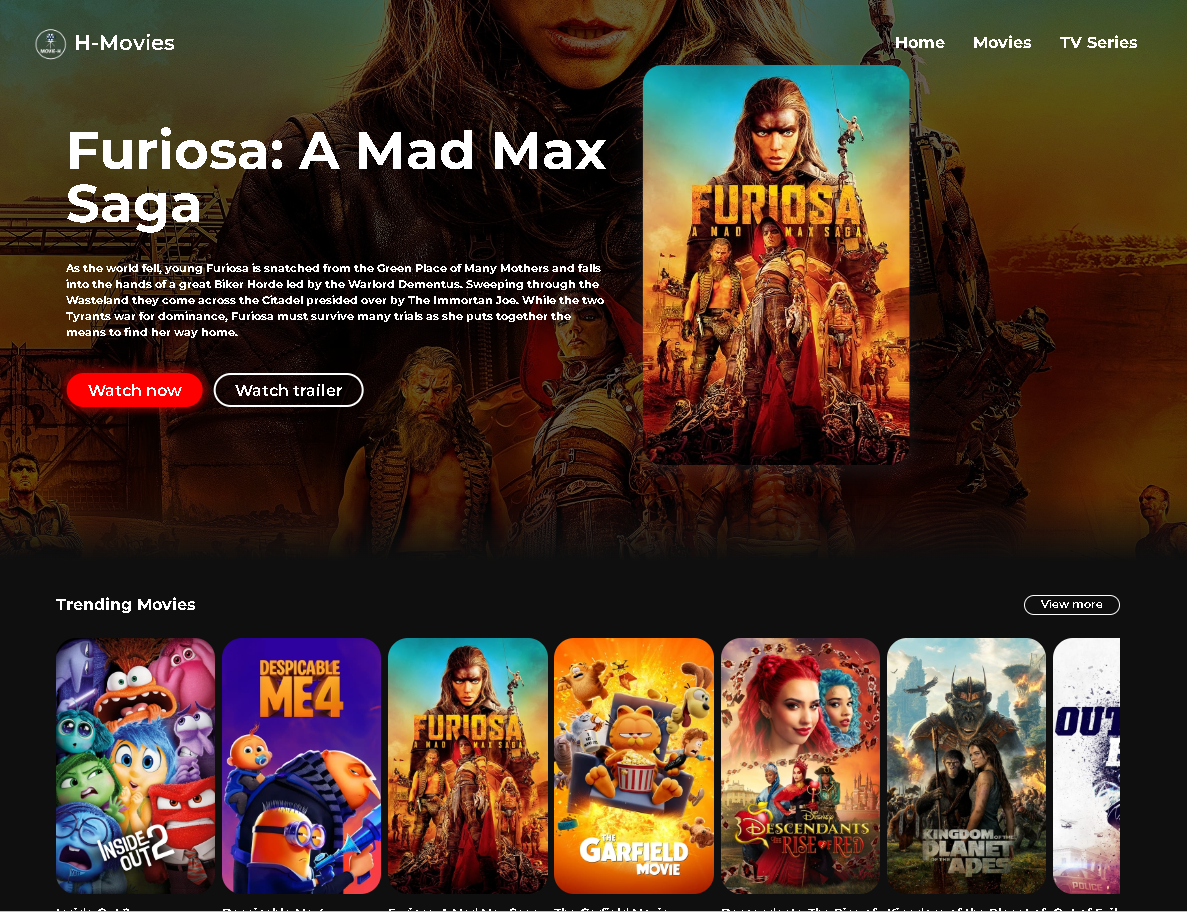 MOVIE-H
H-Movies
Home
Movies
TV Series
Furiosa: A Mad Max
Saga
As the world fell, young Furiosa is snatched from the Green Place of Many Mothers and falls
into the hands of a great Biker Horde led by the Warlord Dementus. Sweeping through the
Wasteland they come across the Citadel presided over by The Immortan Joe. While the two
Tyrants war for dominance, Furiosa must survive many trials as she puts together the
means to find her way home.
Watch now
Watch trailer
FURIOSA
A MAD MAX SAGA
Trending Movies
View more
INSIDE
OUT 2
DESPICABLE
ME 4
FURIOSA
A MAD MAX SAGA
THE
GARFIELD
MOVIE
Disney
DESCENDANTS
THE RISE OF RED
KINGDOM OF THE
PLANET
OF THE APES
OUT
POLICE